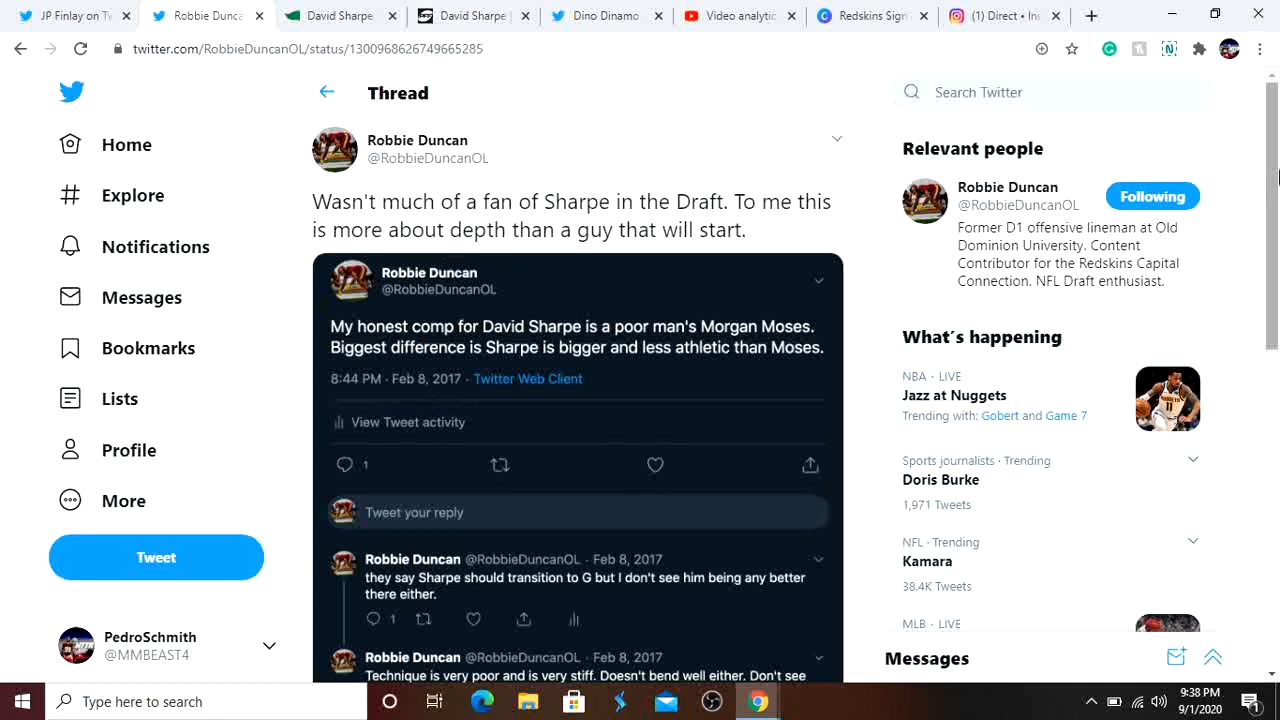 JP Finlay on T
Robbie Dunca
David Sharpe
David Sharpe
Dino Dinamo
Video analytic
Redskins Sign
(1) Direct • Ins
twitter.com/RobbieDuncanOL/status/1300968626749665285
Thread
Search Twitter
Home
Explore
Notifications
Messages
Bookmarks
Lists
Profile
More
Tweet
PedroSchmith
@MMBEAST4
Robbie Duncan
@RobbieDuncanOL
Wasn't much of a fan of Sharpe in the Draft. To me this
is more about depth than a guy that will start.
Robbie Duncan
@RobbieDuncanOL
My honest comp for David Sharpe is a poor man's Morgan Moses.
Biggest difference is Sharpe is bigger and less athletic than Moses.
8:44 PM · Feb 8, 2017 · Twitter Web Client
View Tweet activity
1
Tweet your reply
Robbie Duncan @RobbieDuncanOL · Feb 8, 2017
they say Sharpe should transition to G but I don't see him being any better
there either.
1
Robbie Duncan @RobbieDuncanOL · Feb 8, 2017
Technique is very poor and is very stiff. Doesn't bend well either. Don't see
Relevant people
Robbie Duncan
@RobbieDuncanOL
Following
Former D1 offensive lineman at Old
Dominion University. Content
Contributor for the Redskins Capital
Connection. NFL Draft enthusiast.
What's happening
NBA · LIVE
Jazz at Nuggets
Trending with: Gobert and Game 7
Sports journalists · Trending
Doris Burke
1,971 Tweets
NFL · Trending
Kamara
38.4K Tweets
MLB · LIVE
Messages
Type here to search
9:38 PM
9/1/2020
1